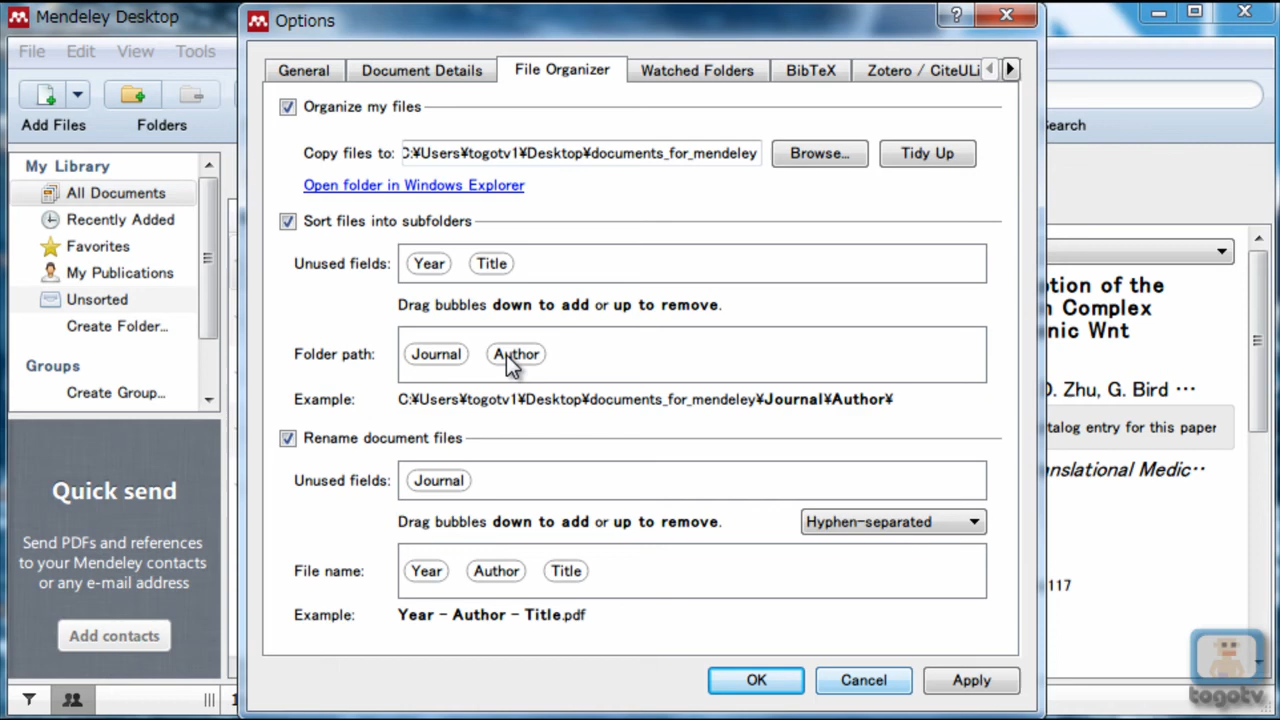 Mendeley Desktop
Options
File Edit View Tools
General Document Details File Organizer Watched Folders BibTeX Zotero / CiteULi
Add Files Folders
Search
Organize my files
Copy files to: C:¥Users¥togotv1¥Desktop¥documents_for_mendeley Browse... Tidy Up
Open folder in Windows Explorer
Sort files into subfolders
Unused fields: Year Title
Drag bubbles down to add or up to remove.
Folder path: Journal Author
Example: C:¥Users¥togotv1¥Desktop¥documents_for_mendeley¥Journal¥Author¥
Rename document files
Unused fields: Journal
Drag bubbles down to add or up to remove. Hyphen-separated
File name: Year Author Title
Example: Year - Author - Title.pdf
OK Cancel Apply
My Library
All Documents
Recently Added
Favorites
My Publications
Unsorted
Create Folder...
Groups
Create Group...
Quick send
Send PDFs and references
to your Mendeley contacts
or any e-mail address
Add contacts
tion of the
Complex
nic Wnt
D. Zhu, G. Bird ...
talog entry for this paper
nslational Medic..
117
togotv